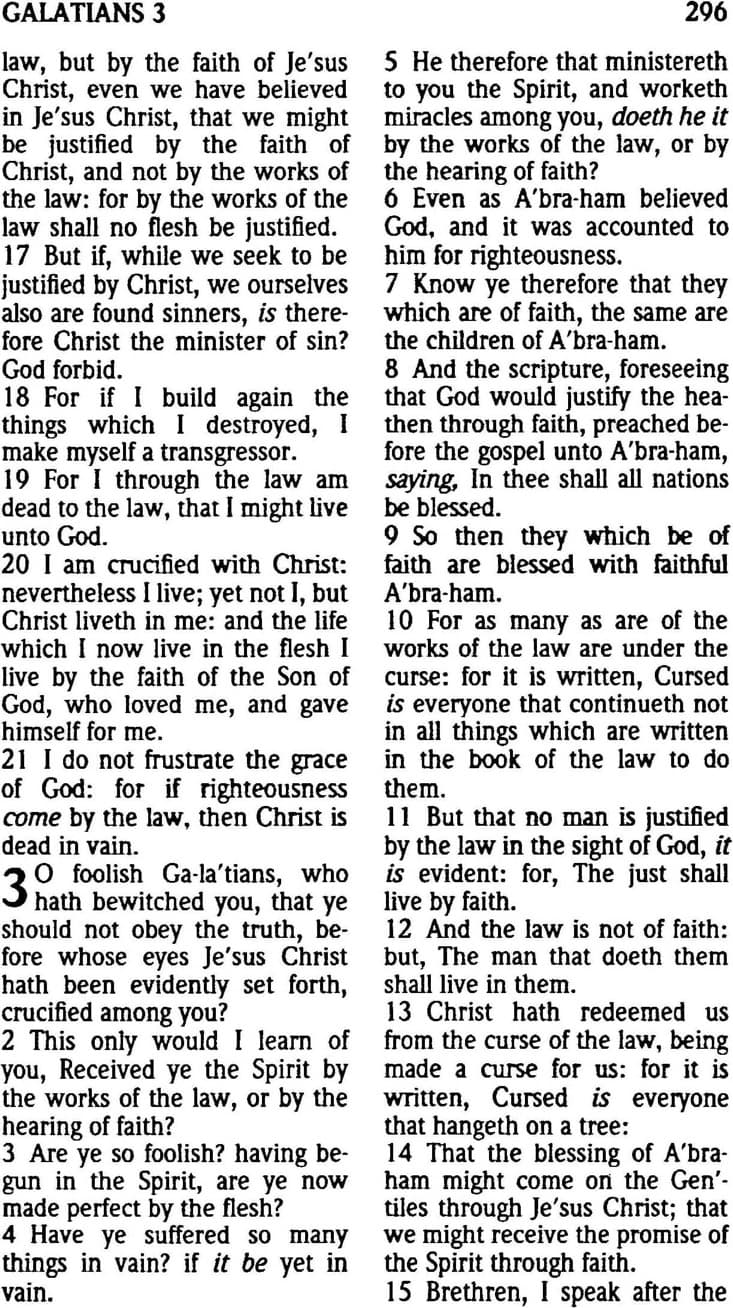 GALATIANS 3
296
law, but by the faith of Je'sus
Christ, even we have believed
in Je'sus Christ, that we might
be justified by the faith of
Christ, and not by the works of
the law: for by the works of the
law shall no flesh be justified.
17 But if, while we seek to be
justified by Christ, we ourselves
also are found sinners, is there-
fore Christ the minister of sin?
God forbid.
18 For if I build again the
things which I destroyed, I
make myself a transgressor.
19 For I through the law am
dead to the law, that I might live
unto God.
20 I am crucified with Christ:
nevertheless I live; yet not I, but
Christ liveth in me: and the life
which I now live in the flesh I
live by the faith of the Son of
God, who loved me, and gave
himself for me.
21 I do not frustrate the grace
of God: for if righteousness
come by the law, then Christ is
dead in vain.
3 O foolish Ga-la'tians, who
hath bewitched you, that ye
should not obey the truth, be-
fore whose eyes Je'sus Christ
hath been evidently set forth,
crucified among you?
2 This only would I learn of
you, Received ye the Spirit by
the works of the law, or by the
hearing of faith?
3 Are ye so foolish? having be-
gun in the Spirit, are ye now
made perfect by the flesh?
4 Have ye suffered so many
things in vain? if it be yet in
vain.
5 He therefore that ministereth
to you the Spirit, and worketh
miracles among you, doeth he it
by the works of the law, or by
the hearing of faith?
6 Even as A'bra-ham believed
God, and it was accounted to
him for righteousness.
7 Know ye therefore that they
which are of faith, the same are
the children of A'bra-ham.
8 And the scripture, foreseeing
that God would justify the hea-
then through faith, preached be-
fore the gospel unto A'bra-ham,
saying, In thee shall all nations
be blessed.
9 So then they which be of
faith are blessed with faithful
A'bra-ham.
10 For as many as are of the
works of the law are under the
curse: for it is written, Cursed
is everyone that continueth not
in all things which are written
in the book of the law to do
them.
11 But that no man is justified
by the law in the sight of God, it
is evident: for, The just shall
live by faith.
12 And the law is not of faith:
but, The man that doeth them
shall live in them.
13 Christ hath redeemed us
from the curse of the law, being
made a curse for us: for it is
written, Cursed is everyone
that hangeth on a tree:
14 That the blessing of A'bra-
ham might come on the Gen'-
tiles through Je'sus Christ; that
we might receive the promise of
the Spirit through faith.
15 Brethren, I speak after the